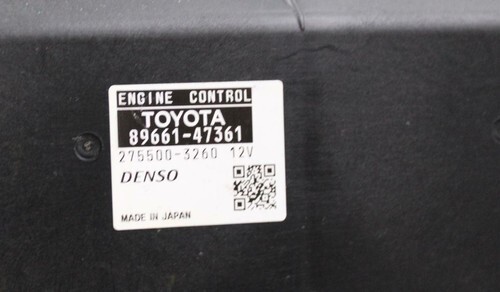 ENGINE CONTROL
TOYOTA
89661-47361
275500-3260 12V
DENSO
MADE IN JAPAN